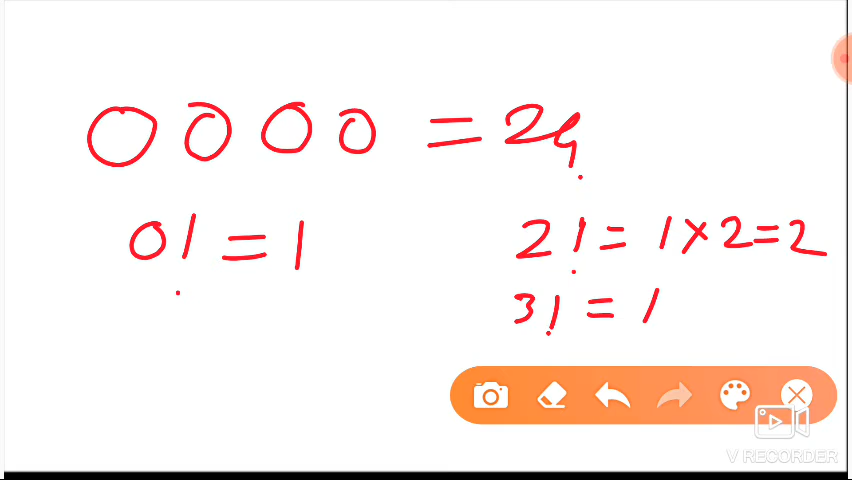 0 0 0 0 = 24
0! = 1
2! = 1 × 2 = 2
3! = 1
V RECORDER